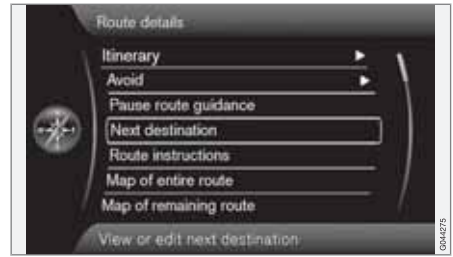 Route details
Itinerary
Avoid
Pause route guidance
Next destination
Route instructions
Map of entire route
Map of remaining route
View or edit next destination
G044275